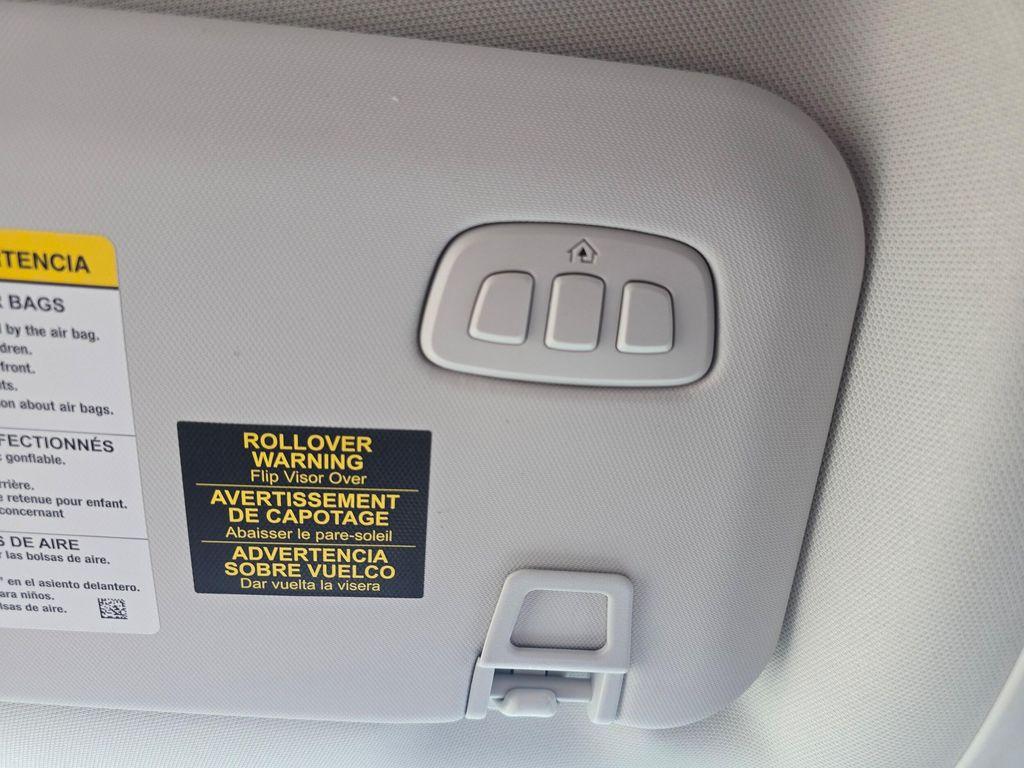 TENCIA
BAGS
by the air bag.
dren.
front.
ts.
on about air bags.
FECTIONNÉS
gonflable.
rrière.
retenue pour enfant.
concernant
S DE AIRE
r las bolsas de aire.
" en el asiento delantero.
ara niños.
lsas de aire.
ROLLOVER
WARNING
Flip Visor Over
AVERTISSEMENT
DE CAPOTAGE
Abaisser le pare-soleil
ADVERTENCIA
SOBRE VUELCO
Dar vuelta la visera